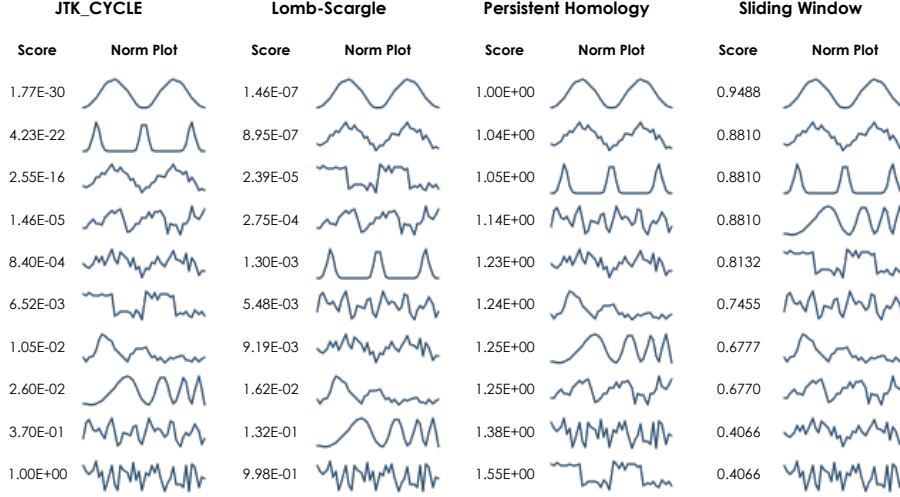 JTK_CYCLE Lomb-Scargle Persistent Homology Sliding Window
Score Norm Plot Score Norm Plot Score Norm Plot Score Norm Plot
1.77E-30 1.46E-07 1.00E+00 0.9488
4.23E-22 8.95E-07 1.04E+00 0.8810
2.55E-16 2.39E-05 1.05E+00 0.8810
1.46E-05 2.75E-04 1.14E+00 0.8810
8.40E-04 1.30E-03 1.23E+00 0.8132
6.52E-03 5.48E-03 1.24E+00 0.7455
1.05E-02 9.19E-03 1.25E+00 0.6777
2.60E-02 1.62E-02 1.25E+00 0.6770
3.70E-01 1.32E-01 1.38E+00 0.4066
1.00E+00 9.98E-01 1.55E+00 0.4066